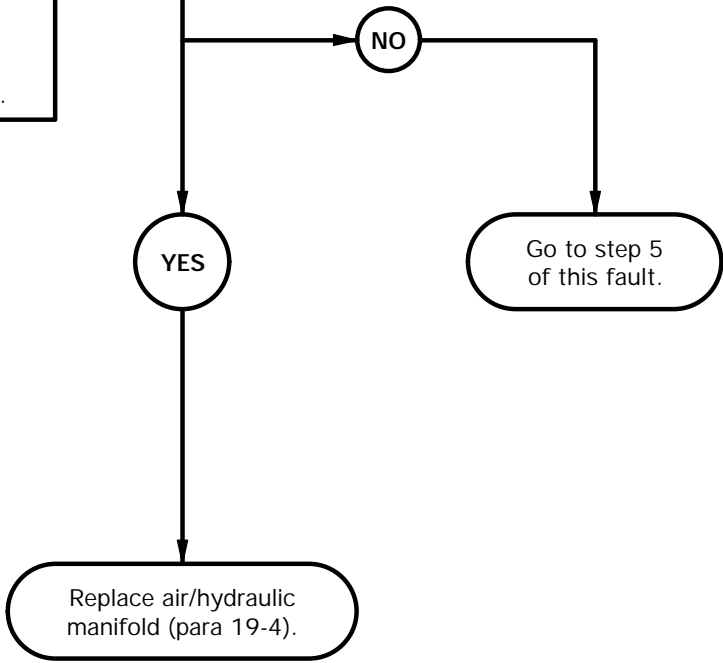 .
NO
YES
Go to step 5
of this fault.
Replace air/hydraulic
manifold (para 19-4).